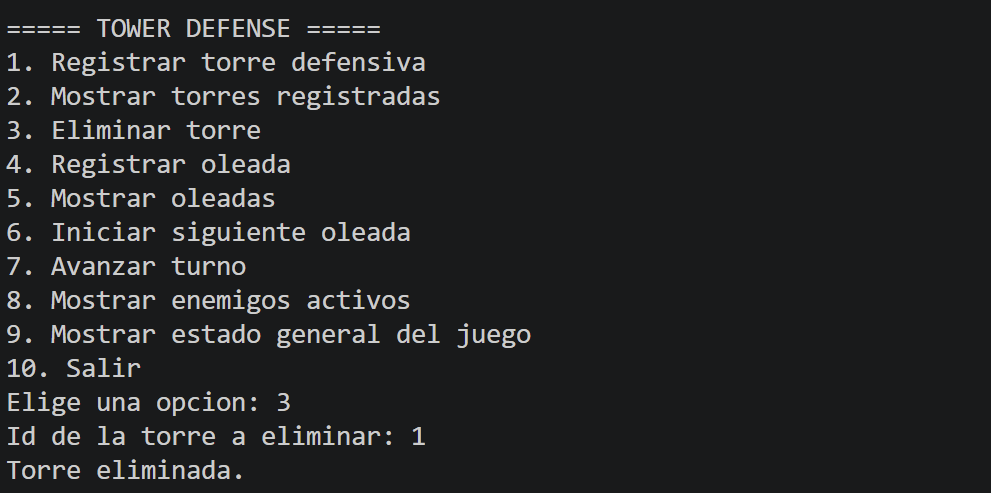 ===== TOWER DEFENSE =====
1. Registrar torre defensiva
2. Mostrar torres registradas
3. Eliminar torre
4. Registrar oleada
5. Mostrar oleadas
6. Iniciar siguiente oleada
7. Avanzar turno
8. Mostrar enemigos activos
9. Mostrar estado general del juego
10. Salir
Elige una opcion: 3
Id de la torre a eliminar: 1
Torre eliminada.